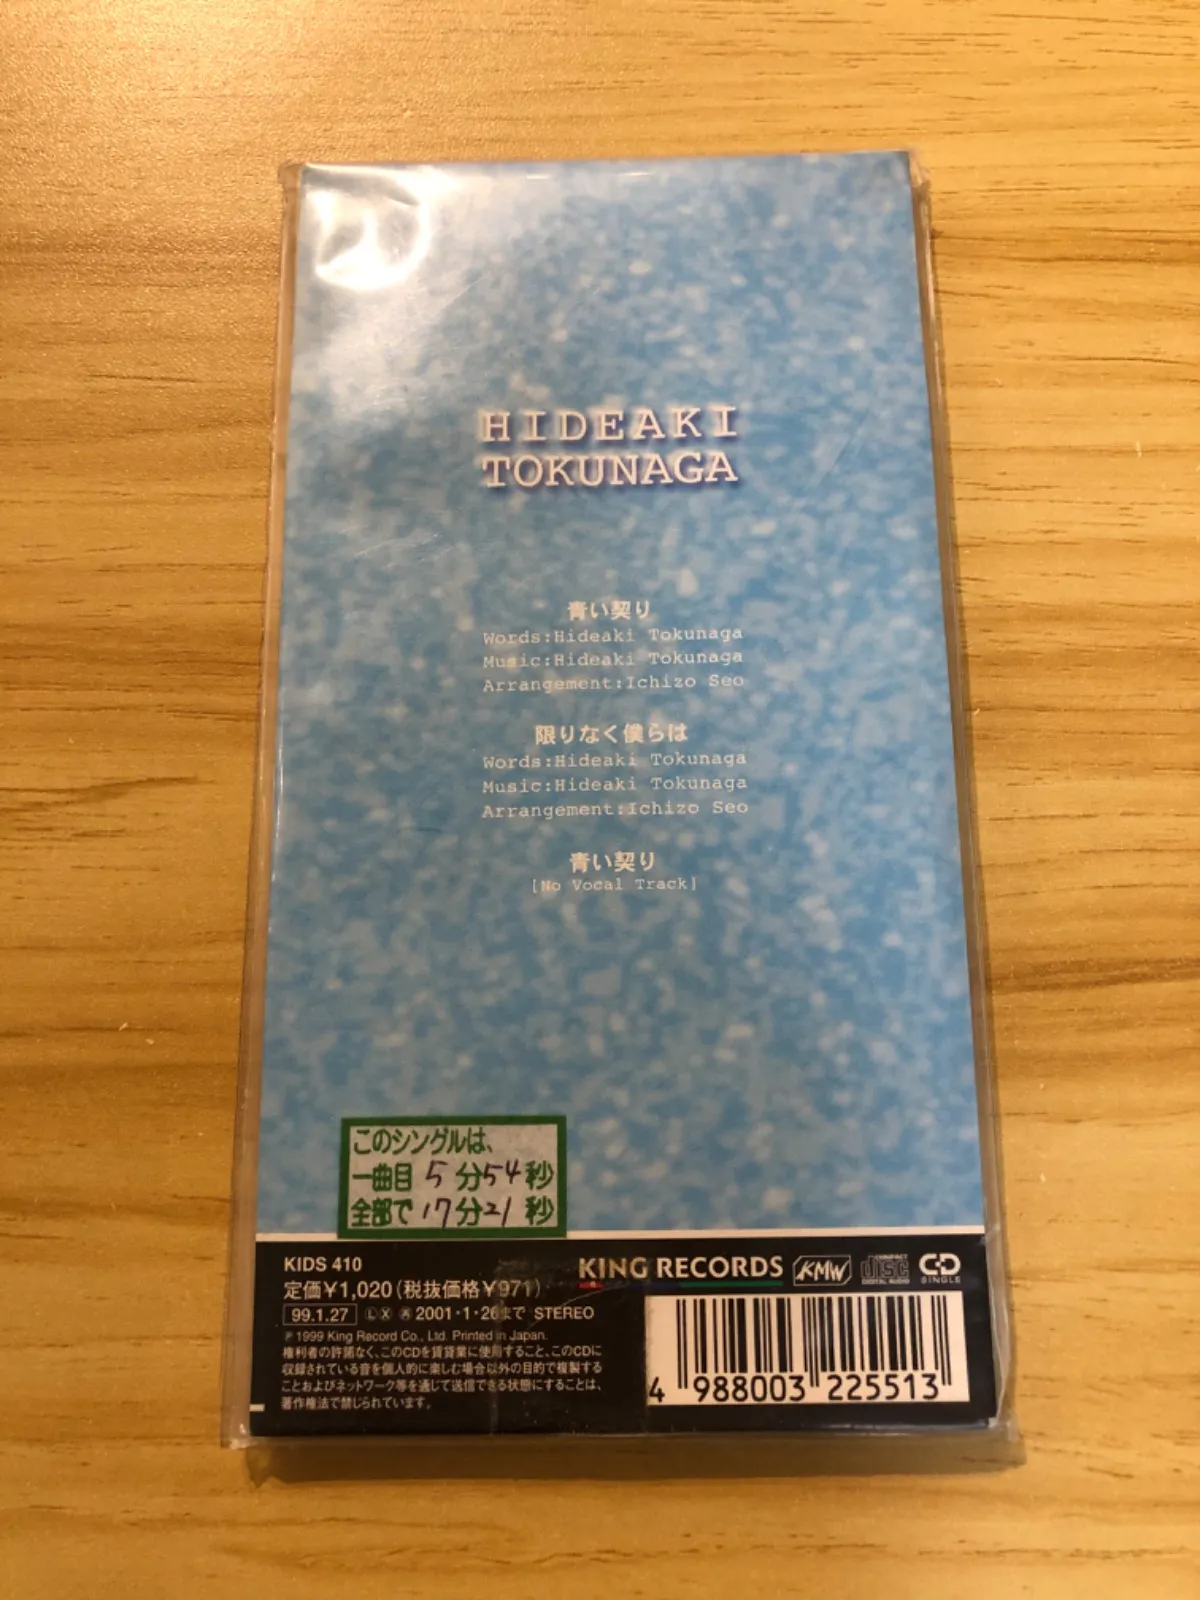 HIDEAKI
TOKUNAGA
青い契り
Words:Hideaki Tokunaga
Music:Hideaki Tokunaga
Arrangement:Ichizo Seo
限りなく僕らは
Words:Hideaki Tokunaga
Music:Hideaki Tokunaga
Arrangement:Ichizo Seo
青い契り
[No Vocal Track]
このシングルは、
一曲目 5分54秒
全部で 17分21秒
KIDS 410
定価¥1,020(税抜価格¥971)
99.1.27 Ⓛ Ⓧ 2001・1・26まで STEREO
℗ 1999 King Record Co., Ltd. Printed in Japan.
権利者の許諾なく、このCDを賃貸業に使用すること、このCDに
収録されている音を個人的に楽しむ場合以外の目的で複製する
ことおよびネットワーク等を通じて送信できる状態にすることは、
著作権法で禁じられています。
KING RECORDS
KMW
COMPACT
disc
DIGITAL AUDIO
CD
SINGLE
4 988003 225513